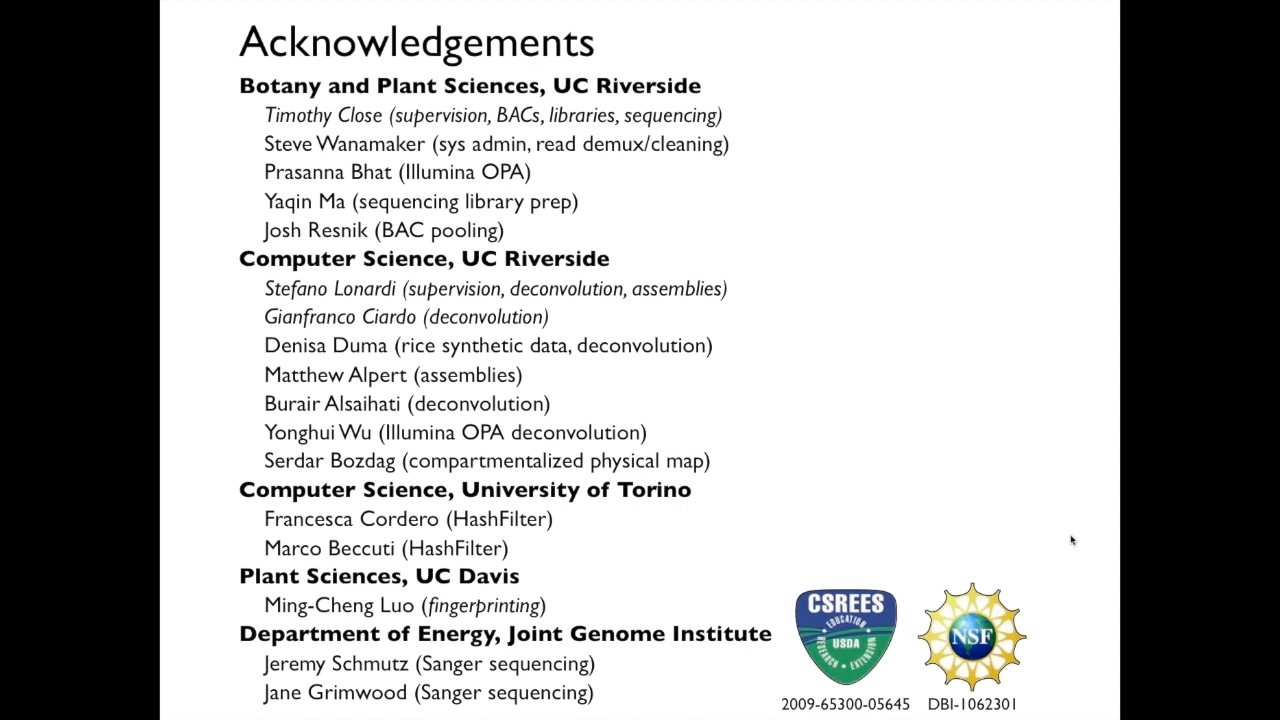 Acknowledgements
Botany and Plant Sciences, UC Riverside
Timothy Close (supervision, BACs, libraries, sequencing)
Steve Wanamaker (sys admin, read demux/cleaning)
Prasanna Bhat (Illumina OPA)
Yaqin Ma (sequencing library prep)
Josh Resnik (BAC pooling)
Computer Science, UC Riverside
Stefano Lonardi (supervision, deconvolution, assemblies)
Gianfranco Ciardo (deconvolution)
Denisa Duma (rice synthetic data, deconvolution)
Matthew Alpert (assemblies)
Burair Alsaihati (deconvolution)
Yonghui Wu (Illumina OPA deconvolution)
Serdar Bozdag (compartmentalized physical map)
Computer Science, University of Torino
Francesca Cordero (HashFilter)
Marco Beccuti (HashFilter)
Plant Sciences, UC Davis
Ming-Cheng Luo (fingerprinting)
Department of Energy, Joint Genome Institute
Jeremy Schmutz (Sanger sequencing)
Jane Grimwood (Sanger sequencing)
CSREES
EDUCATION
USDA
RESEARCH • EXTENSION
NSF
2009-65300-05645 DBI-1062301